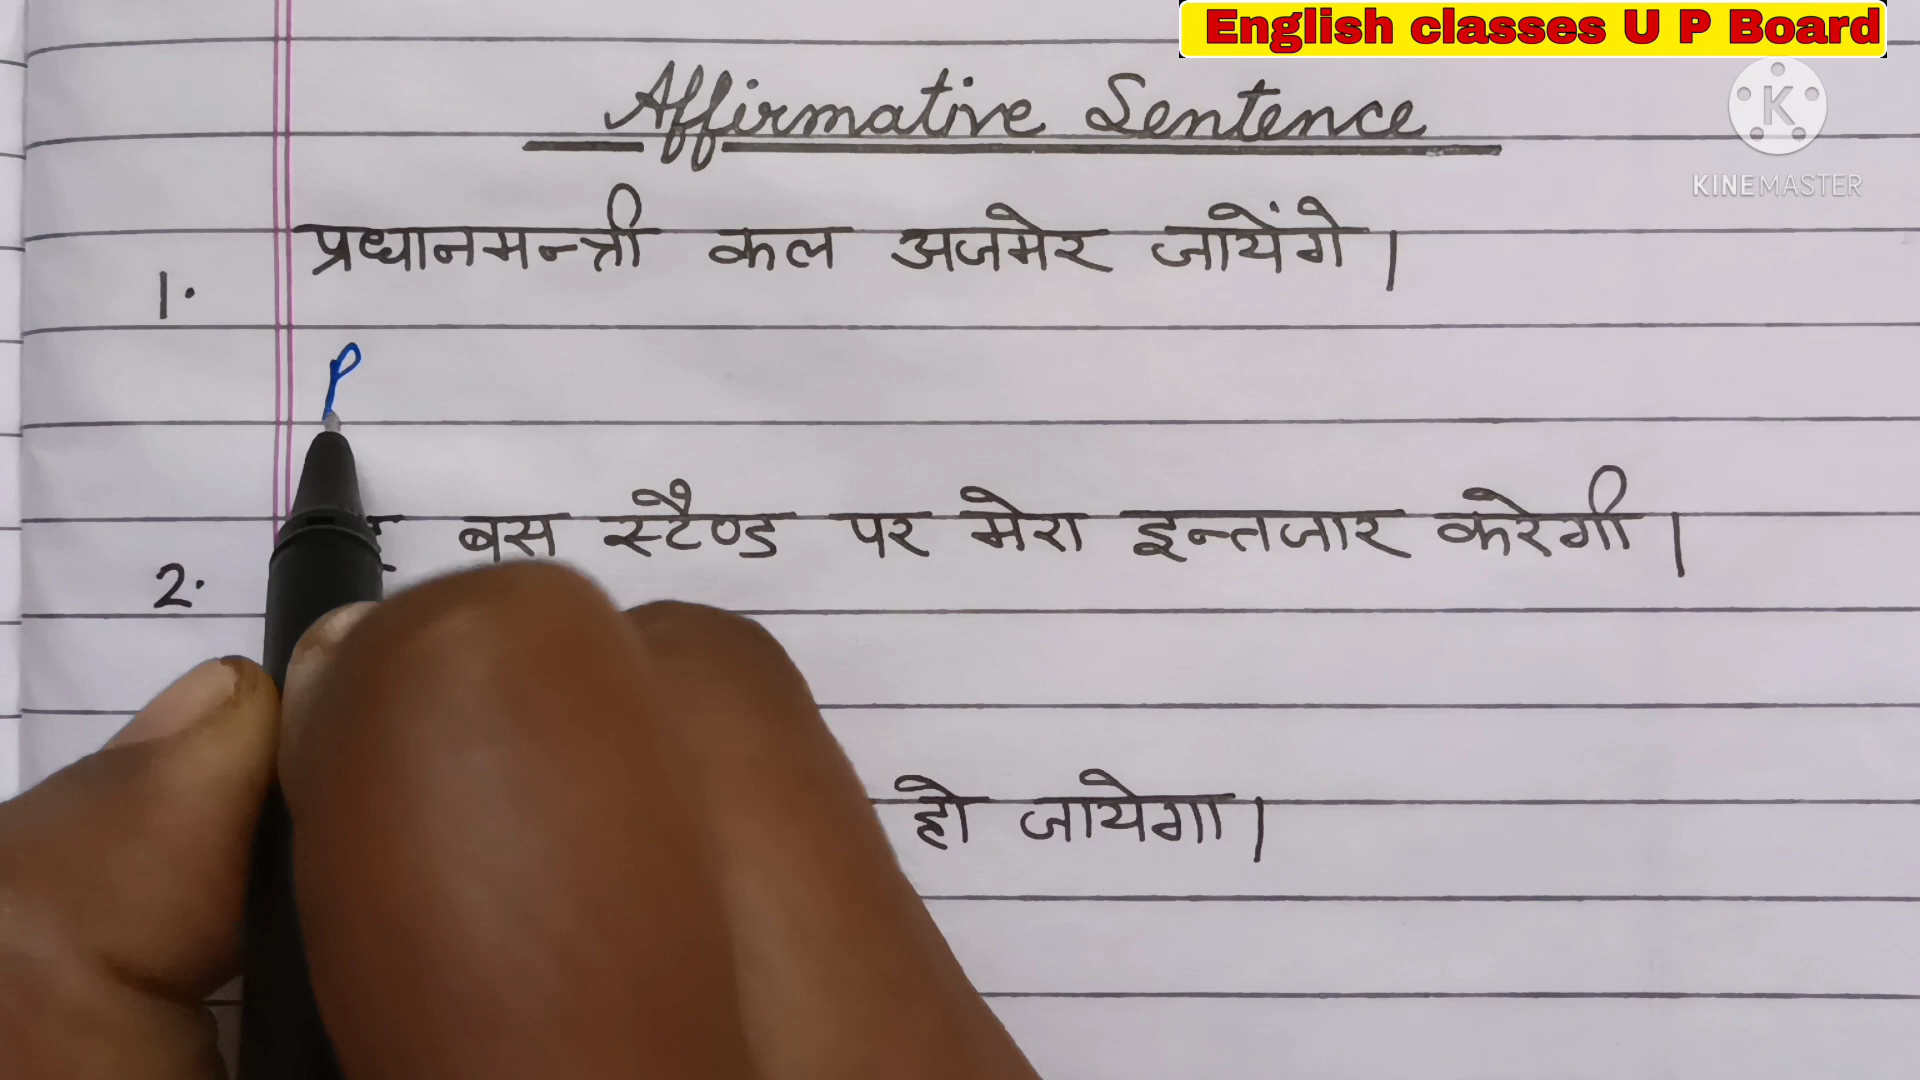 English classes U P Board
Affirmative Sentence
KINEMASTER
1. प्रधानमन्त्री कल अजमेर जायेंगे।
2. बस स्टैण्ड पर मेरा इन्तजार करेगी।
हो जायेगा।